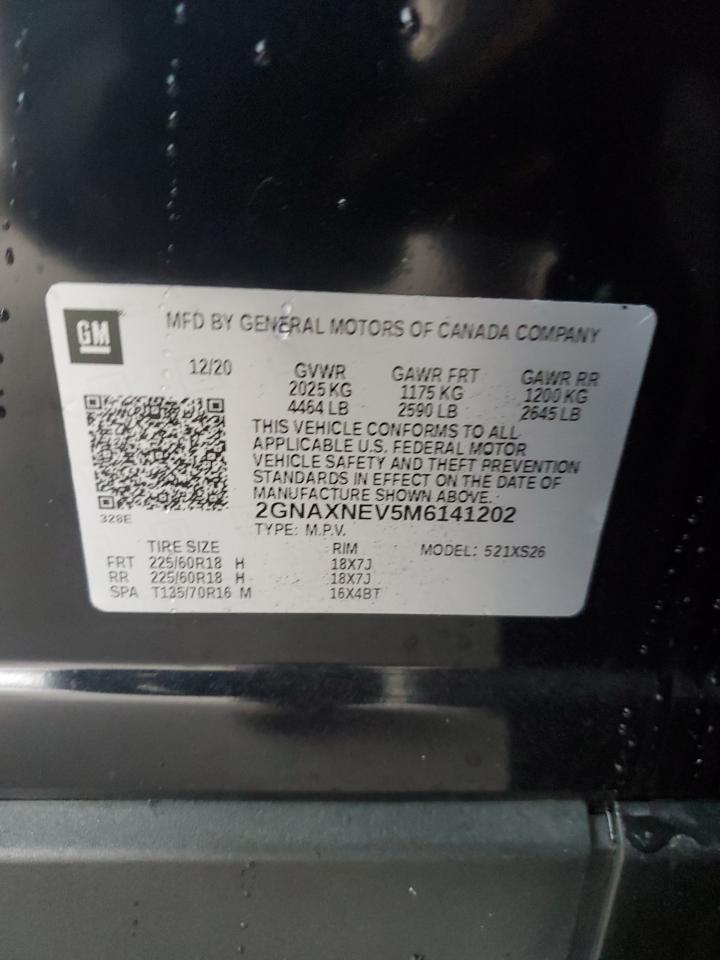 GM
MFD BY GENERAL MOTORS OF CANADA COMPANY
12/20 GVWR GAWR FRT GAWR RR
2025 KG 1175 KG 1200 KG
4464 LB 2590 LB 2645 LB
THIS VEHICLE CONFORMS TO ALL
APPLICABLE U.S. FEDERAL MOTOR
VEHICLE SAFETY AND THEFT PREVENTION
STANDARDS IN EFFECT ON THE DATE OF
MANUFACTURE SHOWN ABOVE.
328E
2GNAXNEV5M6141202
TYPE: M.P.V.
TIRE SIZE RIM MODEL: 521XS26
FRT 225/60R18 H 18X7J
RR 225/60R18 H 18X7J
SPA T135/70R16 M 16X4BT